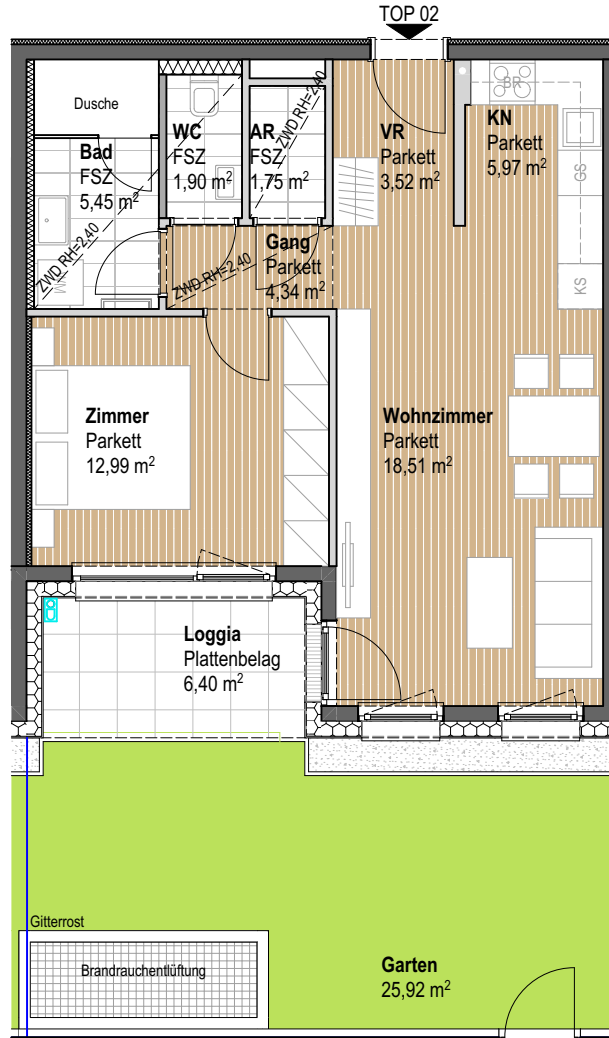 TOP 02
Dusche
BR
WC
FSZ
1,90 m²
AR
FSZ
1,75 m²
ZWD RH=2,40
VR
Parkett
3,52 m²
KN
Parkett
5,97 m²
GS
KS
Bad
FSZ
5,45 m²
ZWD RH=2,40
Gang
Parkett
4,34 m²
ZWD RH=2,40
Zimmer
Parkett
12,99 m²
Wohnzimmer
Parkett
18,51 m²
Loggia
Plattenbelag
6,40 m²
Gitterrost
Brandrauchentlüftung
Garten
25,92 m²